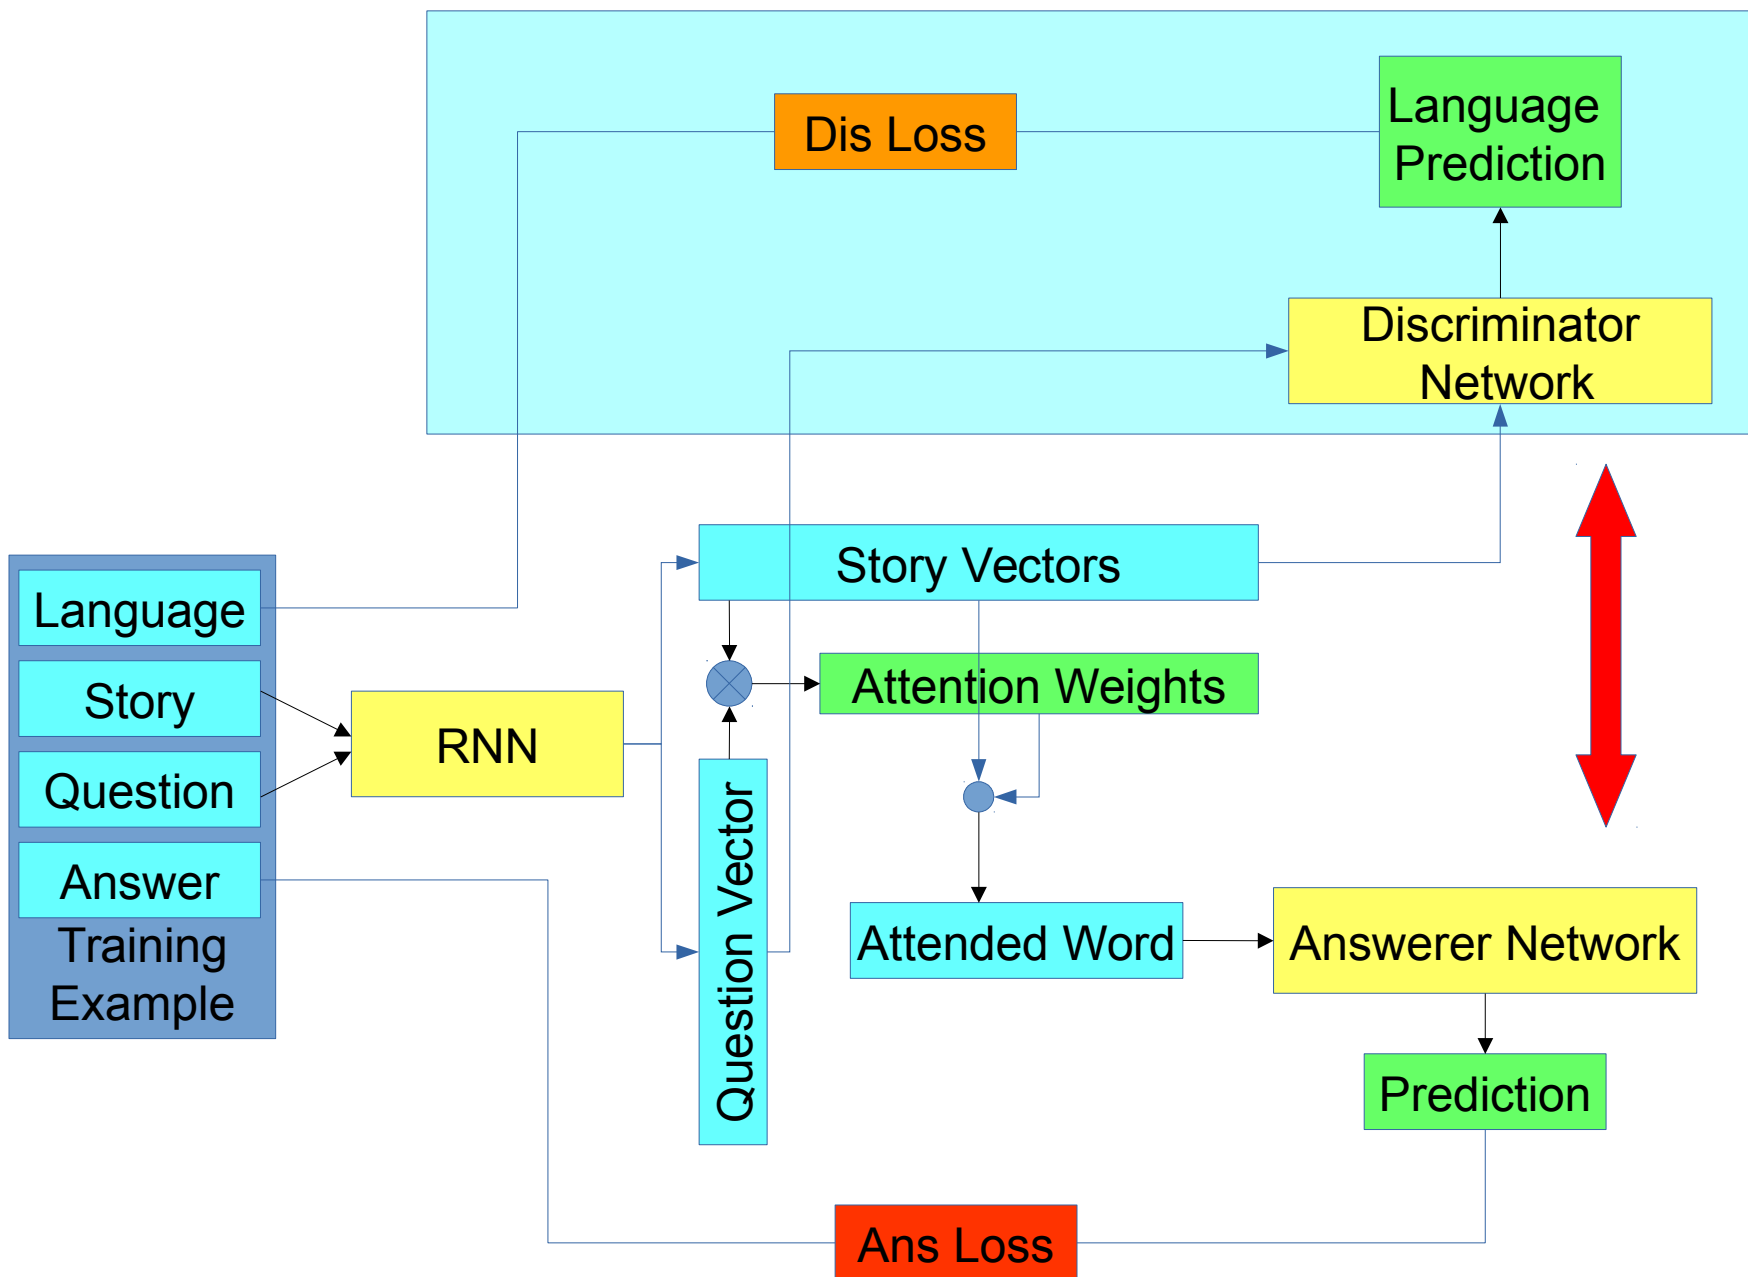 Language
Prediction
Dis Loss
Discriminator
Network
Story Vectors
Language
Story
Question
Answer
Training
Example
RNN
Attention Weights
Question Vector
Attended Word
Answerer Network
Prediction
Ans Loss